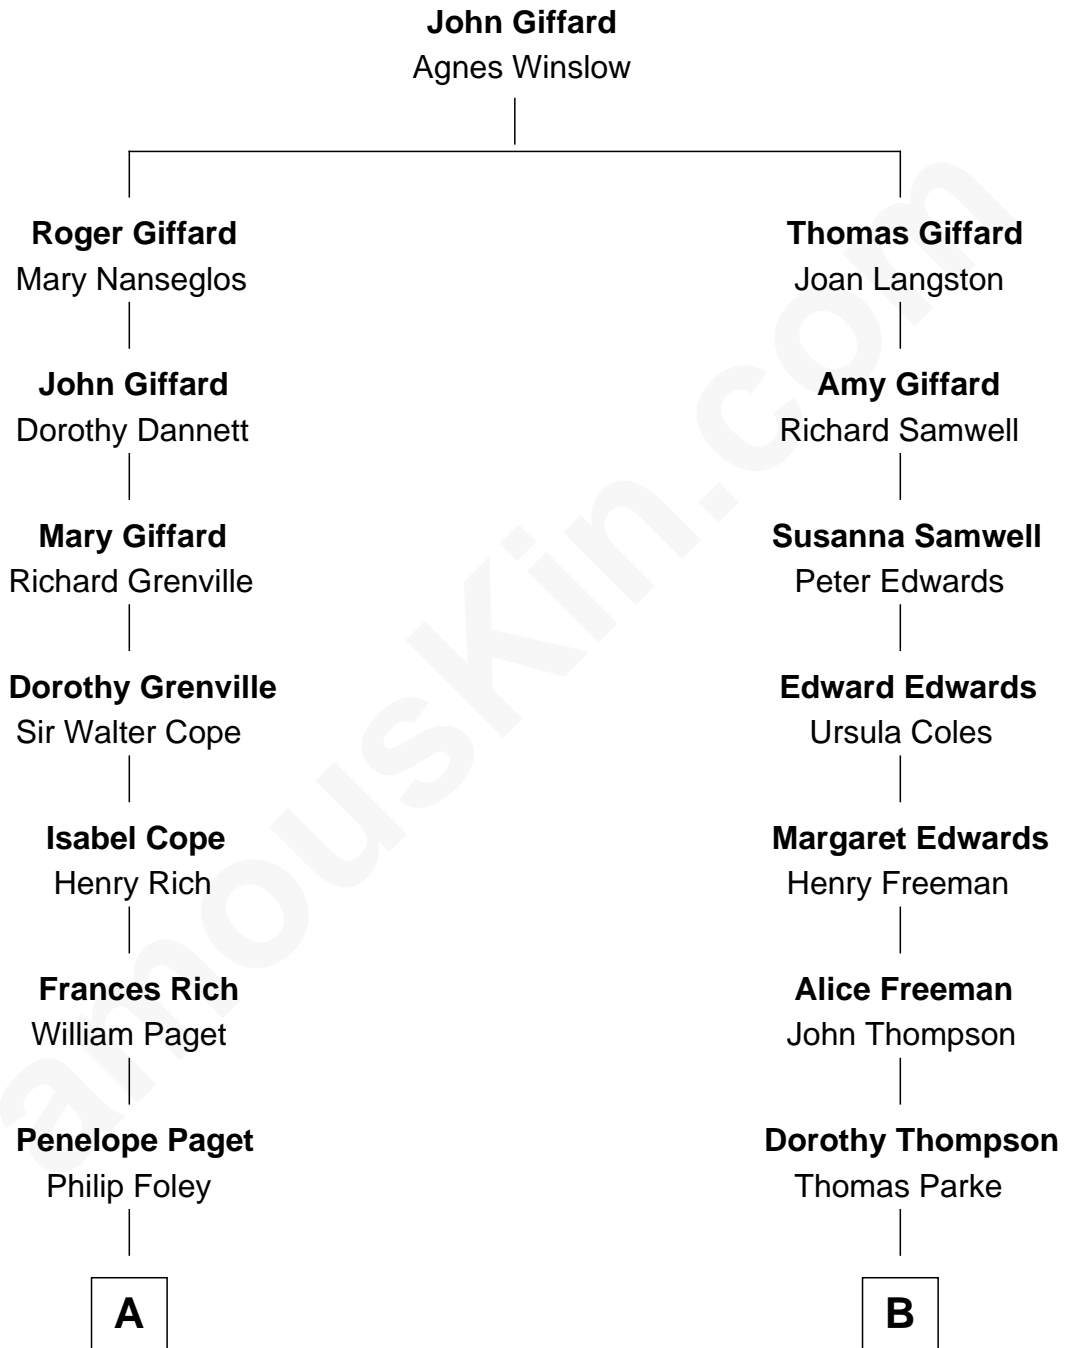 John Giffard
Agnes Winslow
Roger Giffard
Mary Nanseglos
Thomas Giffard
Joan Langston
John Giffard
Dorothy Dannett
Amy Giffard
Richard Samwell
Mary Giffard
Richard Grenville
Susanna Samwell
Peter Edwards
Dorothy Grenville
Sir Walter Cope
Edward Edwards
Ursula Coles
Isabel Cope
Henry Rich
Margaret Edwards
Henry Freeman
Frances Rich
William Paget
Alice Freeman
John Thompson
Penelope Paget
Philip Foley
Dorothy Thompson
Thomas Parke
A
B
amousKin.com